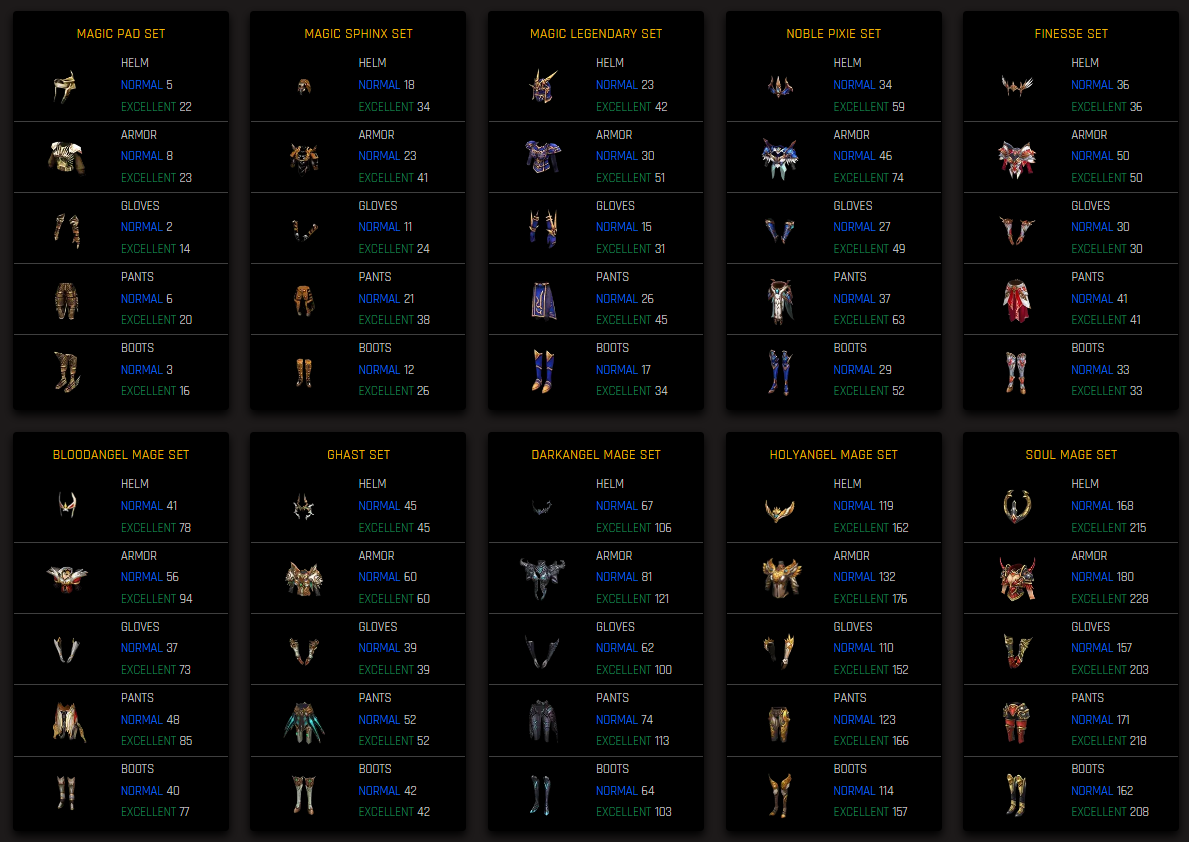 MAGIC PAD SET
HELM
NORMAL 5
EXCELLENT 22
ARMOR
NORMAL 8
EXCELLENT 23
GLOVES
NORMAL 2
EXCELLENT 14
PANTS
NORMAL 6
EXCELLENT 20
BOOTS
NORMAL 3
EXCELLENT 16
MAGIC SPHINX SET
HELM
NORMAL 18
EXCELLENT 34
ARMOR
NORMAL 23
EXCELLENT 41
GLOVES
NORMAL 11
EXCELLENT 24
PANTS
NORMAL 21
EXCELLENT 38
BOOTS
NORMAL 12
EXCELLENT 26
MAGIC LEGENDARY SET
HELM
NORMAL 23
EXCELLENT 42
ARMOR
NORMAL 30
EXCELLENT 51
GLOVES
NORMAL 15
EXCELLENT 31
PANTS
NORMAL 26
EXCELLENT 45
BOOTS
NORMAL 17
EXCELLENT 34
NOBLE PIXIE SET
HELM
NORMAL 34
EXCELLENT 59
ARMOR
NORMAL 46
EXCELLENT 74
GLOVES
NORMAL 27
EXCELLENT 49
PANTS
NORMAL 37
EXCELLENT 63
BOOTS
NORMAL 29
EXCELLENT 52
FINESSE SET
HELM
NORMAL 36
EXCELLENT 36
ARMOR
NORMAL 50
EXCELLENT 50
GLOVES
NORMAL 30
EXCELLENT 30
PANTS
NORMAL 41
EXCELLENT 41
BOOTS
NORMAL 33
EXCELLENT 33
BLOODANGEL MAGE SET
HELM
NORMAL 41
EXCELLENT 78
ARMOR
NORMAL 56
EXCELLENT 94
GLOVES
NORMAL 37
EXCELLENT 73
PANTS
NORMAL 48
EXCELLENT 85
BOOTS
NORMAL 40
EXCELLENT 77
GHAST SET
HELM
NORMAL 45
EXCELLENT 45
ARMOR
NORMAL 60
EXCELLENT 60
GLOVES
NORMAL 39
EXCELLENT 39
PANTS
NORMAL 52
EXCELLENT 52
BOOTS
NORMAL 42
EXCELLENT 42
DARKANGEL MAGE SET
HELM
NORMAL 67
EXCELLENT 106
ARMOR
NORMAL 81
EXCELLENT 121
GLOVES
NORMAL 62
EXCELLENT 100
PANTS
NORMAL 74
EXCELLENT 113
BOOTS
NORMAL 64
EXCELLENT 103
HOLYANGEL MAGE SET
HELM
NORMAL 119
EXCELLENT 162
ARMOR
NORMAL 132
EXCELLENT 176
GLOVES
NORMAL 110
EXCELLENT 152
PANTS
NORMAL 123
EXCELLENT 166
BOOTS
NORMAL 114
EXCELLENT 157
SOUL MAGE SET
HELM
NORMAL 168
EXCELLENT 215
ARMOR
NORMAL 180
EXCELLENT 228
GLOVES
NORMAL 157
EXCELLENT 203
PANTS
NORMAL 171
EXCELLENT 218
BOOTS
NORMAL 162
EXCELLENT 208